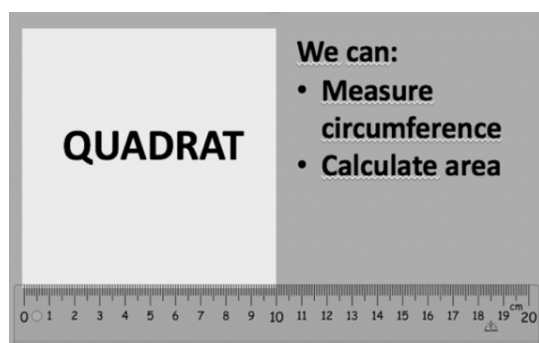 We can:
• Measure
circumference
• Calculate area
QUADRAT
cm
0 1 2 3 4 5 6 7 8 9 10 11 12 13 14 15 16 17 18 19 20